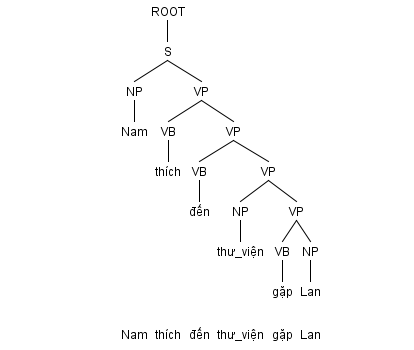 ROOT
S
NP VP
Nam VB VP
thích VB VP
đến NP VP
thư_viện VB NP
gặp Lan
Nam thích đến thư_viện gặp Lan